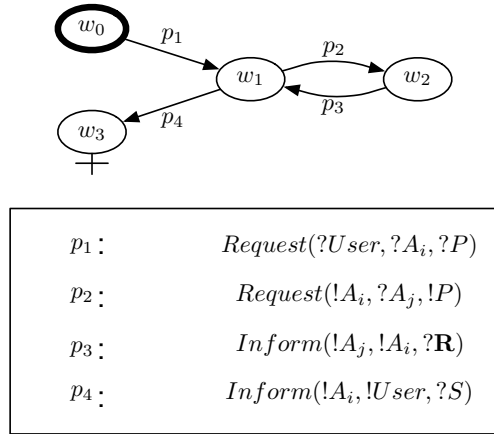 w₀
p₁
w₁
p₂
w₂
p₃
p₄
w₃
p₁: Request(?User, ?Aᵢ, ?P)
p₂: Request(!Aᵢ, ?Aⱼ, !P)
p₃: Inform(!Aⱼ, !Aᵢ, ?R)
p₄: Inform(!Aᵢ, !User, ?S)